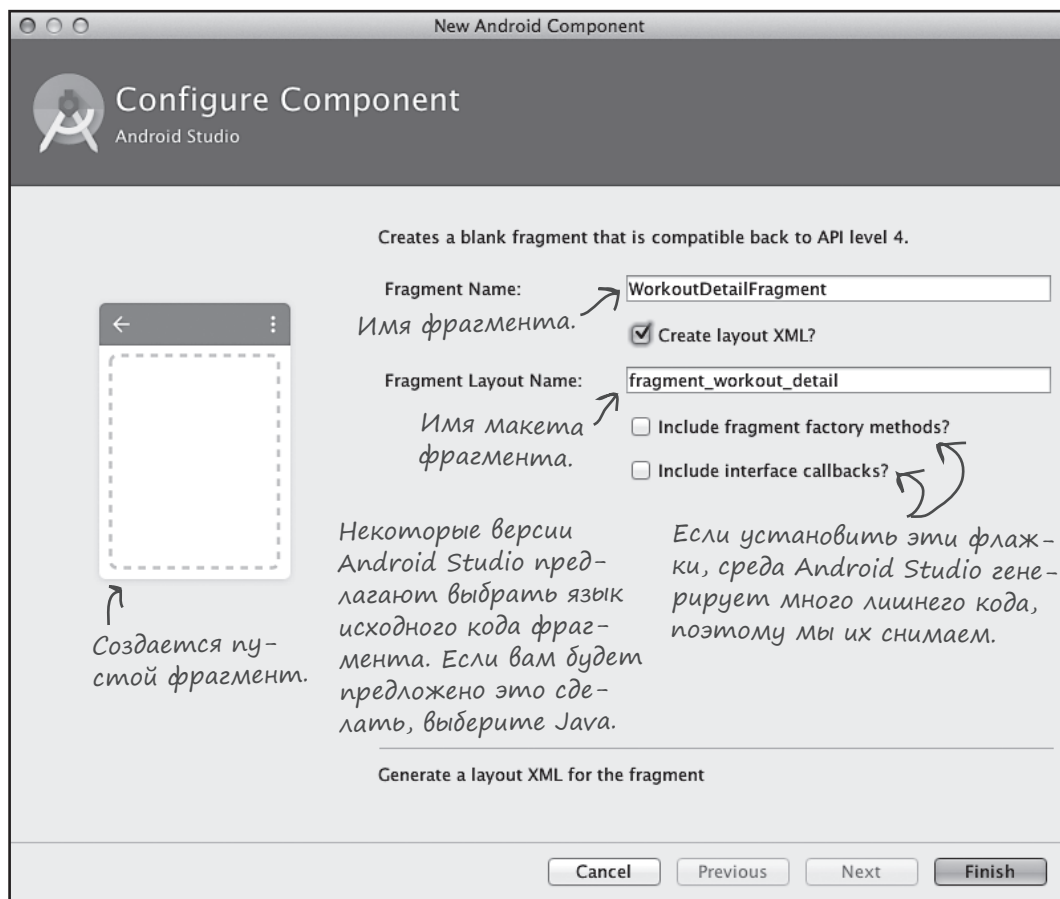 New Android Component
Configure Component
Android Studio
Creates a blank fragment that is compatible back to API level 4.
Fragment Name:
WorkoutDetailFragment
Имя фрагмента.
Create layout XML?
Fragment Layout Name:
fragment_workout_detail
Имя макета
фрагмента.
Include fragment factory methods?
Include interface callbacks?
Создается пу-
стой фрагмент.
Некоторые версии
Android Studio пред-
лагают выбрать язык
исходного кода фраг-
мента. Если вам будет
предложено это сде-
лать, выберите Java.
Если установить эти флаж-
ки, среда Android Studio гене-
рирует много лишнего кода,
поэтому мы их снимаем.
Generate a layout XML for the fragment
Cancel
Previous
Next
Finish